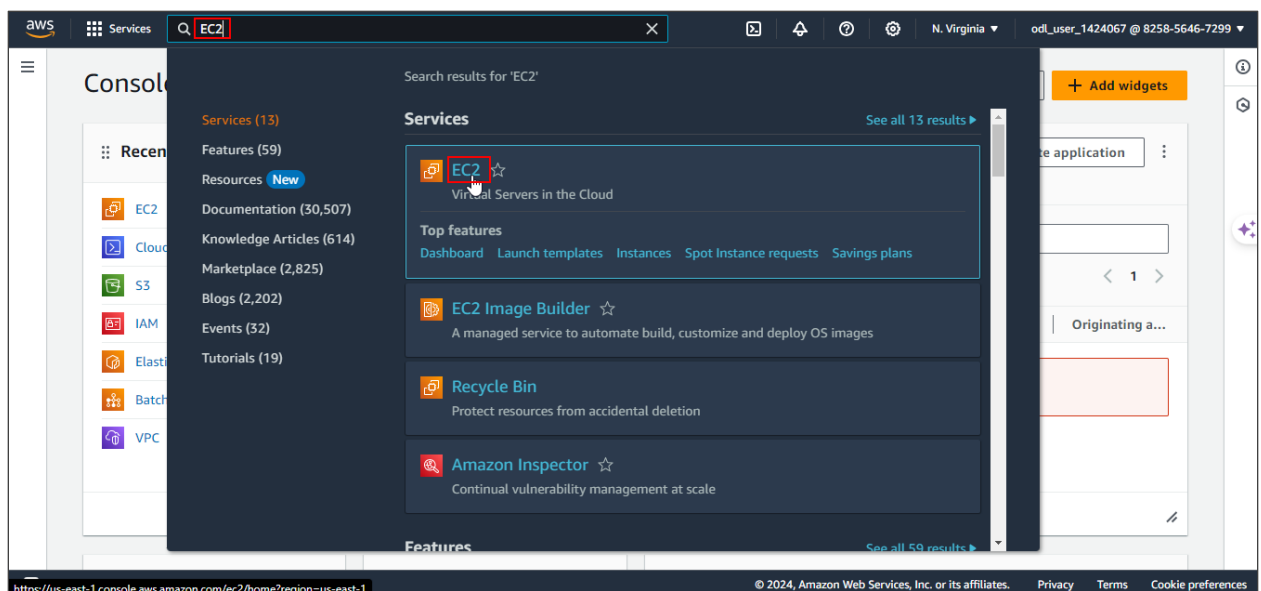 aws
Services
EC2
N. Virginia
odl_user_1424067 @ 8258-5646-7299
Search results for 'EC2'
Add widgets
Services (13)
Services
See all 13 results
Features (59)
Recen
te application
Resources New
EC2
Virtual Servers in the Cloud
EC2
Documentation (30,507)
Top features
Knowledge Articles (614)
Cloud
Dashboard Launch templates Instances Spot Instance requests Savings plans
Marketplace (2,825)
1
S3
Blogs (2,202)
EC2 Image Builder
IAM
Events (32)
A managed service to automate build, customize and deploy OS images
Originating a...
Elasti
Tutorials (19)
Recycle Bin
Batch
Protect resources from accidental deletion
VPC
Amazon Inspector
Continual vulnerability management at scale
Features
See all 59 results
https://us-east-1.console.aws.amazon.com/ec2/home?region=us-east-1
© 2024, Amazon Web Services, Inc. or its affiliates.
Privacy
Terms
Cookie preferences